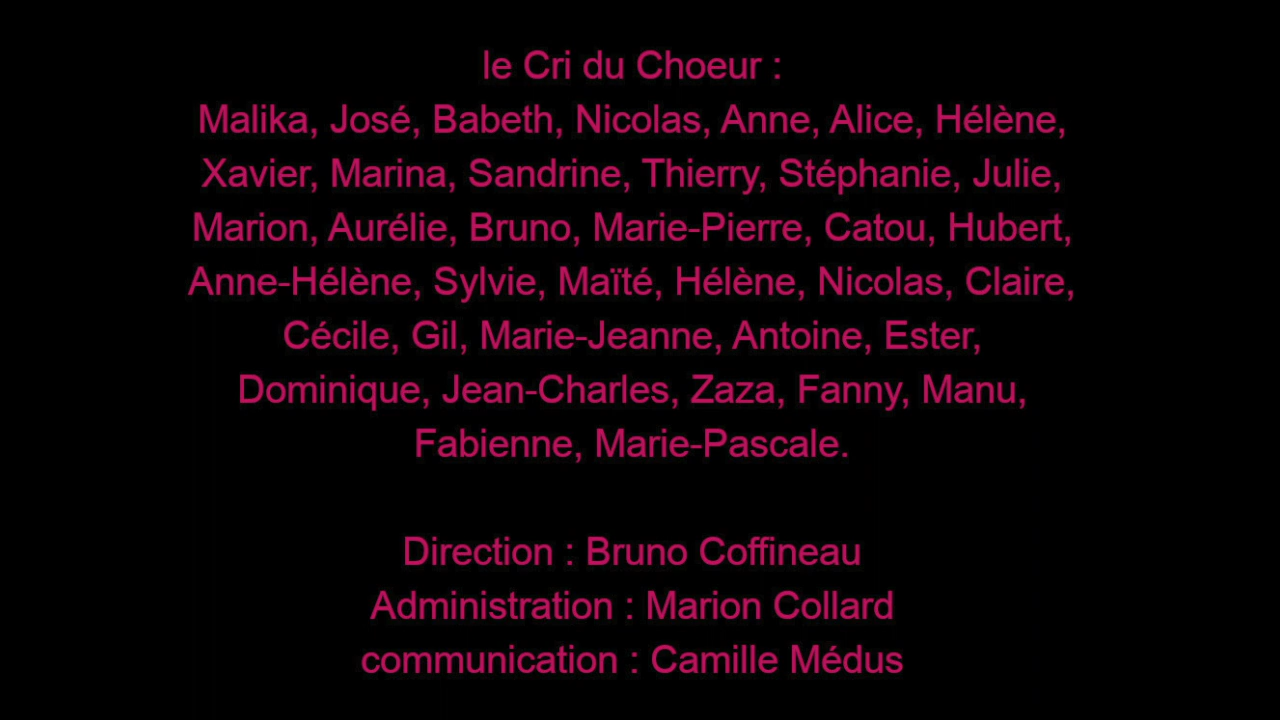 le Cri du Choeur :
Malika, José, Babeth, Nicolas, Anne, Alice, Hélène,
Xavier, Marina, Sandrine, Thierry, Stéphanie, Julie,
Marion, Aurélie, Bruno, Marie-Pierre, Catou, Hubert,
Anne-Hélène, Sylvie, Maïté, Hélène, Nicolas, Claire,
Cécile, Gil, Marie-Jeanne, Antoine, Ester,
Dominique, Jean-Charles, Zaza, Fanny, Manu,
Fabienne, Marie-Pascale.
Direction : Bruno Coffineau
Administration : Marion Collard
communication : Camille Médus